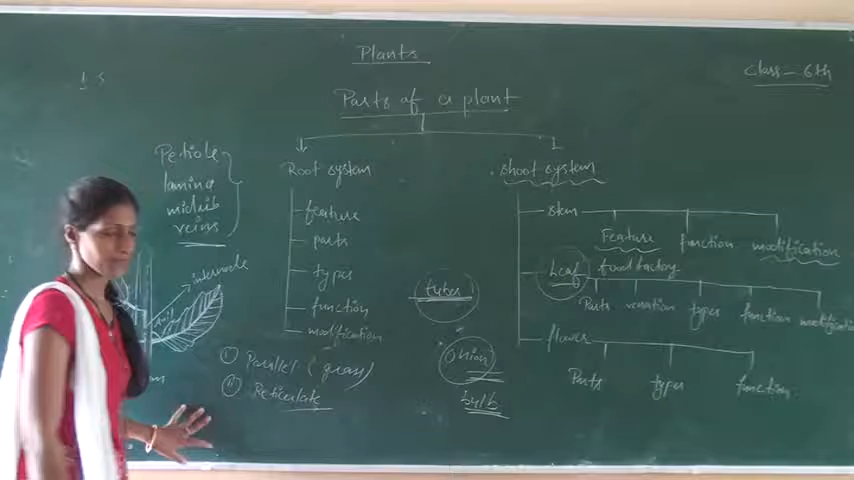 Plants
Class - 6th
Parts of a plant
Petiole
lamina
midrib
veins
internode
Axil
(i) Parallel (grass)
(ii) Reticulate
Root system
feature
parts
types
function
modification
tuber
Onion
bulb
Shoot system
stem
Feature function modification
Leaf food factory
Parts venation types function modification
flower
Parts types function